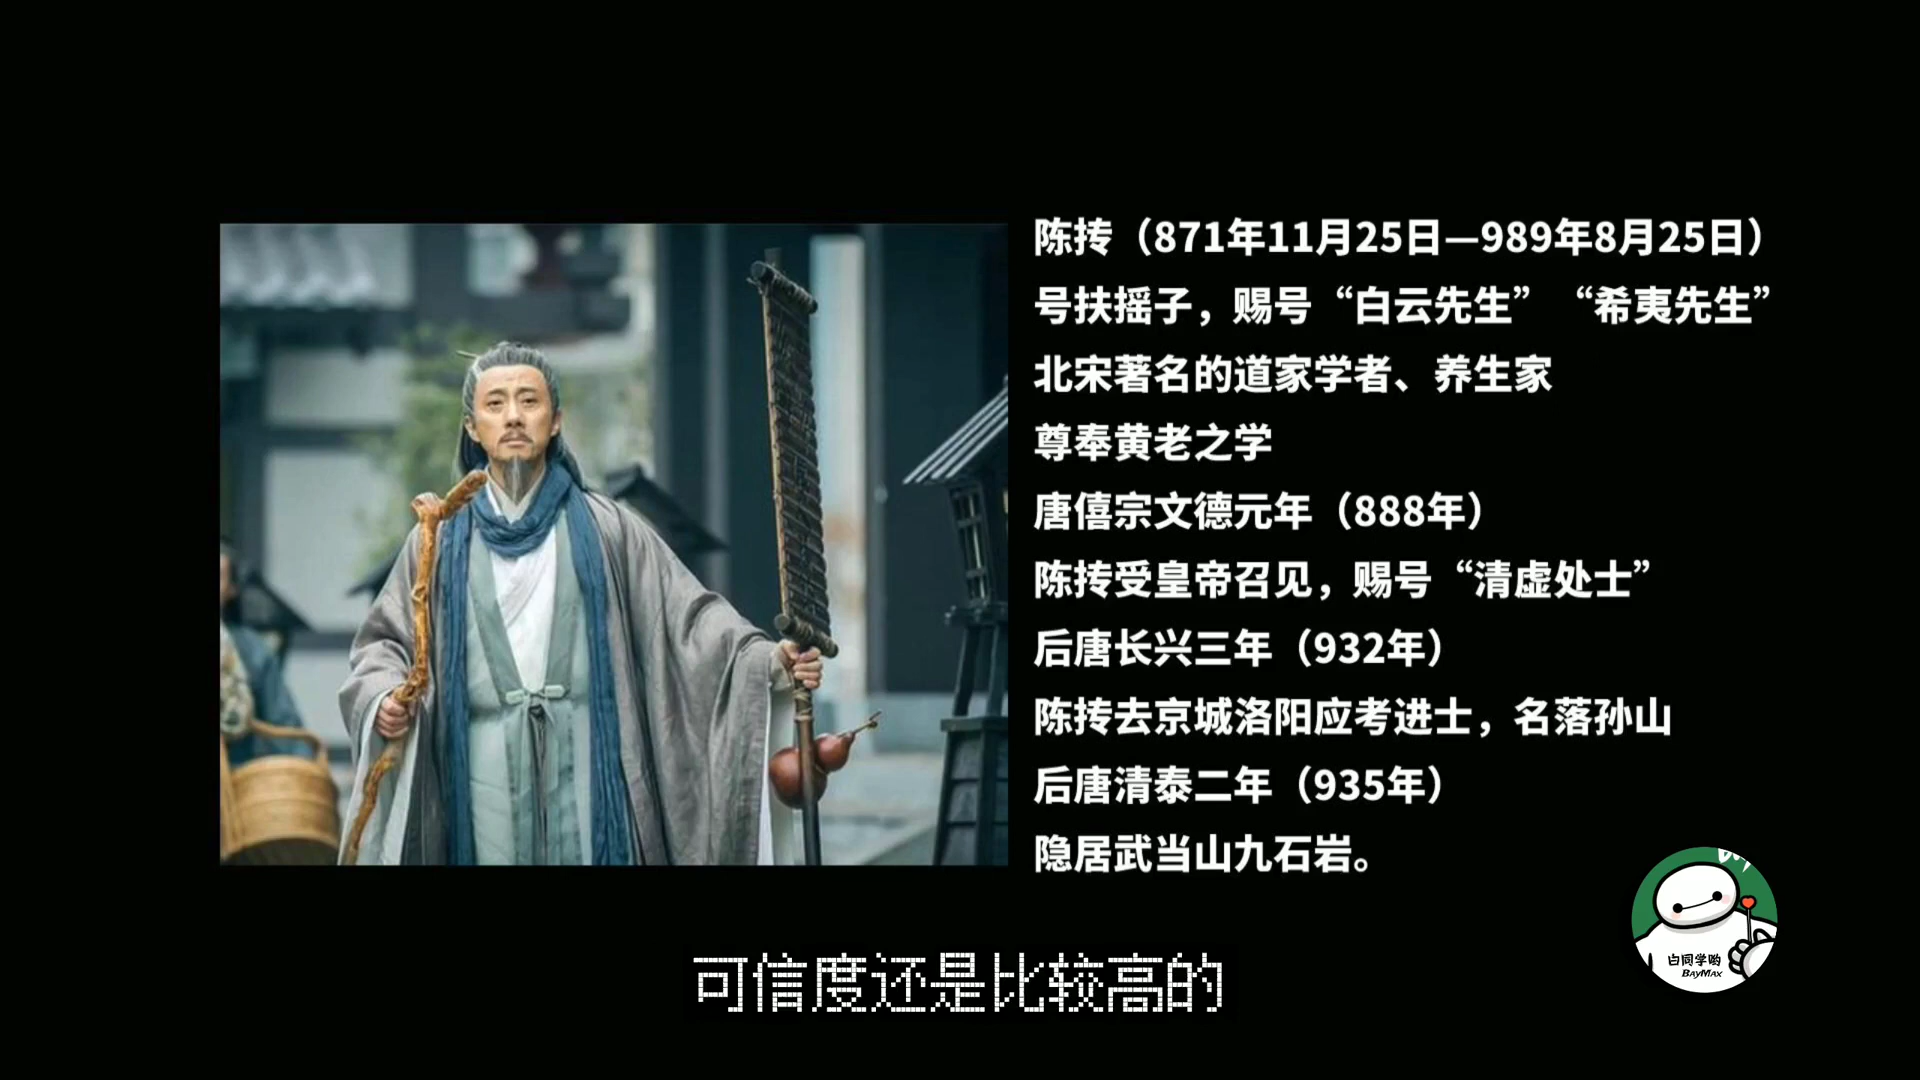 陈抟（871年11月25日—989年8月25日）
号扶摇子，赐号“白云先生” “希夷先生”
北宋著名的道家学者、养生家
尊奉黄老之学
唐僖宗文德元年（888年）
陈抟受皇帝召见，赐号“清虚处士”
后唐长兴三年（932年）
陈抟去京城洛阳应考进士，名落孙山
后唐清泰二年（935年）
隐居武当山九石岩。
白同学哟
BAYMAX
可信度还是比较高的